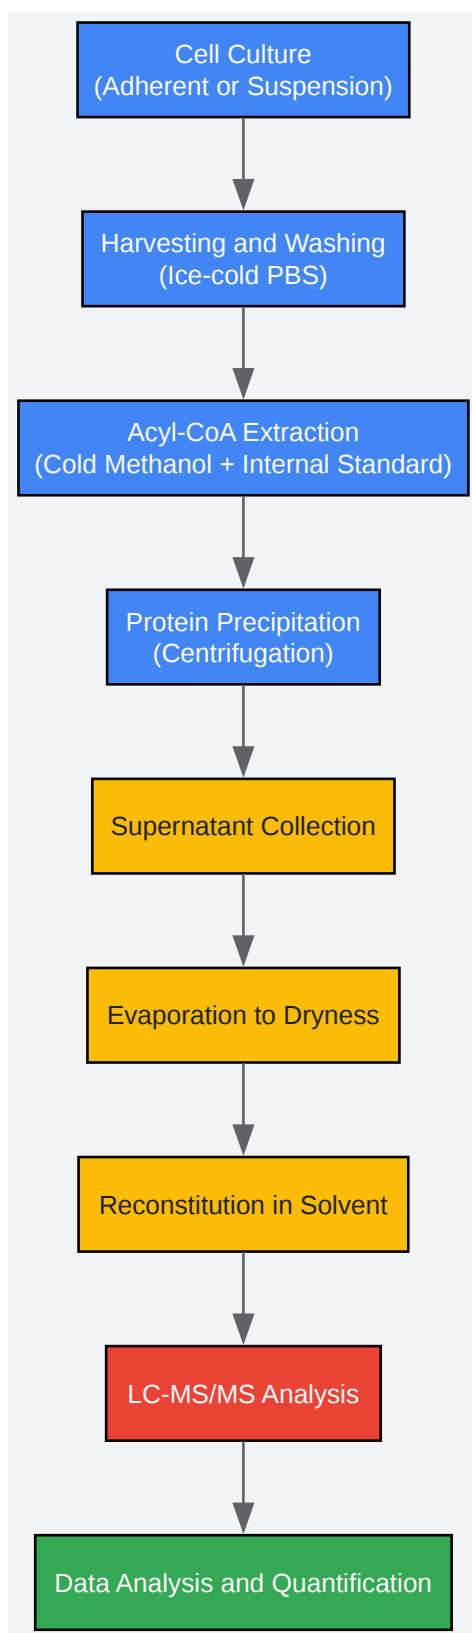 Cell Culture
(Adherent or Suspension)
Harvesting and Washing
(Ice-cold PBS)
Acyl-CoA Extraction
(Cold Methanol + Internal Standard)
Protein Precipitation
(Centrifugation)
Supernatant Collection
Evaporation to Dryness
Reconstitution in Solvent
LC-MS/MS Analysis
Data Analysis and Quantification